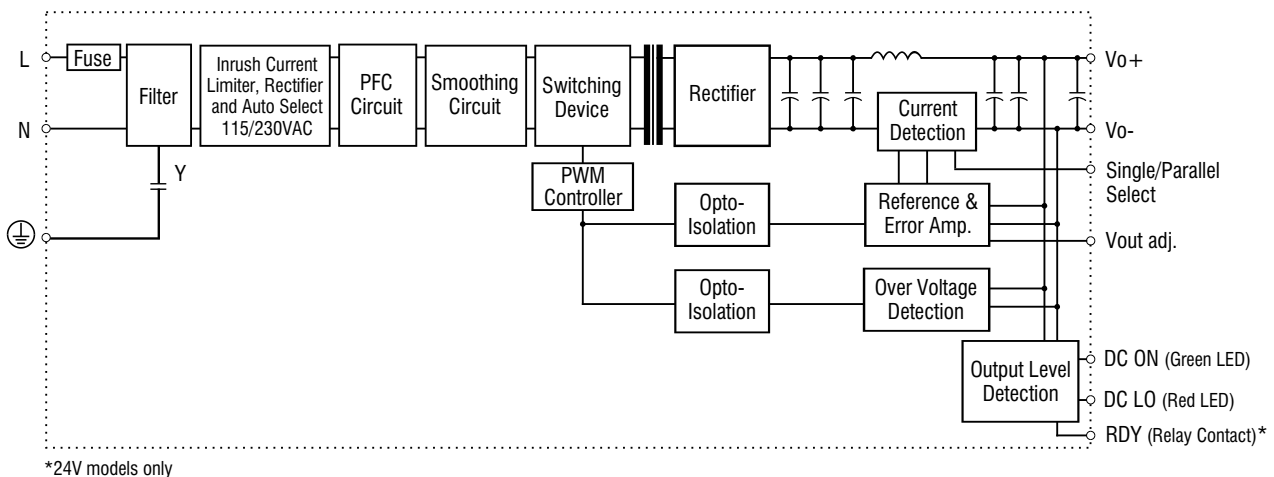 L
Fuse
N
Filter
Y
Inrush Current
Limiter, Rectifier
and Auto Select
115/230VAC
PFC
Circuit
Smoothing
Circuit
Switching
Device
PWM
Controller
Rectifier
Current
Detection
Opto-
Isolation
Reference &
Error Amp.
Opto-
Isolation
Over Voltage
Detection
Output Level
Detection
Vo+
Vo-
Single/Parallel
Select
Vout adj.
DC ON (Green LED)
DC LO (Red LED)
RDY (Relay Contact)*
*24V models only